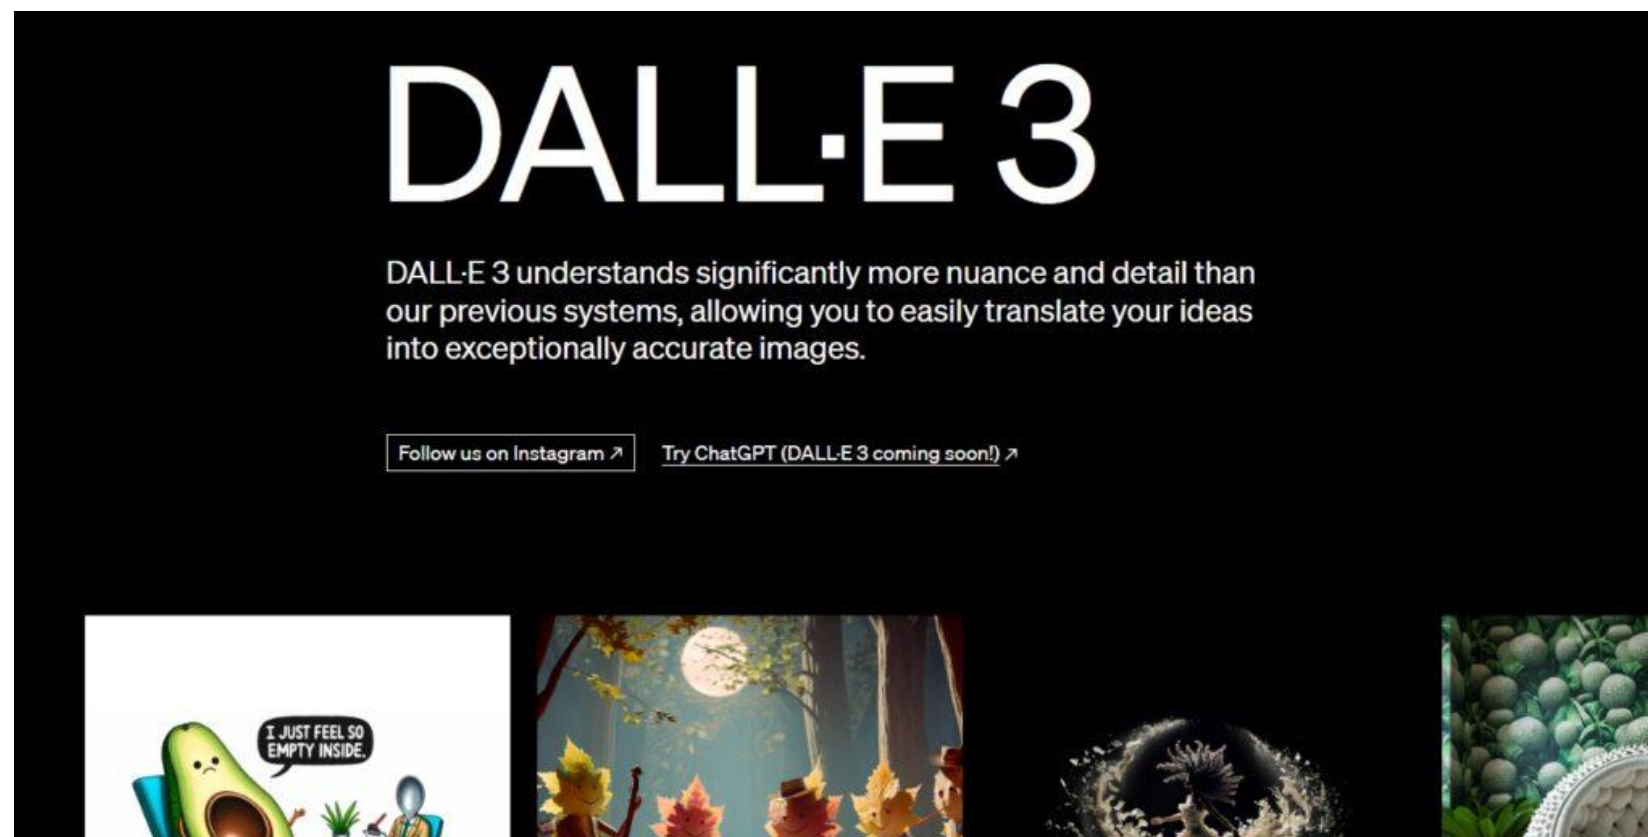 DALL·E 3
DALL·E 3 understands significantly more nuance and detail than
our previous systems, allowing you to easily translate your ideas
into exceptionally accurate images.
Follow us on Instagram ↗
Try ChatGPT (DALL·E 3 coming soon!) ↗
I JUST FEEL SO
EMPTY INSIDE.